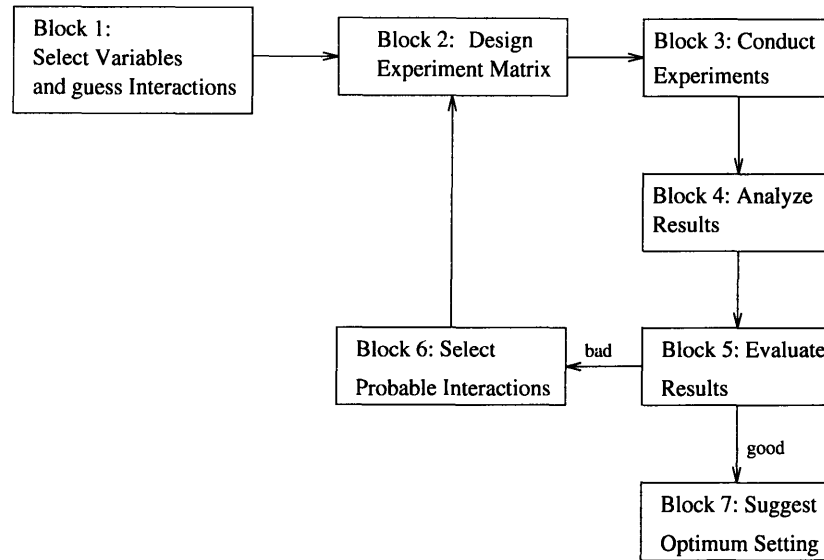 Block 1:
Select Variables
and guess Interactions
Block 2: Design
Experiment Matrix
Block 3: Conduct
Experiments
Block 4: Analyze
Results
Block 5: Evaluate
Results
bad
Block 6: Select
Probable Interactions
good
Block 7: Suggest
Optimum Setting